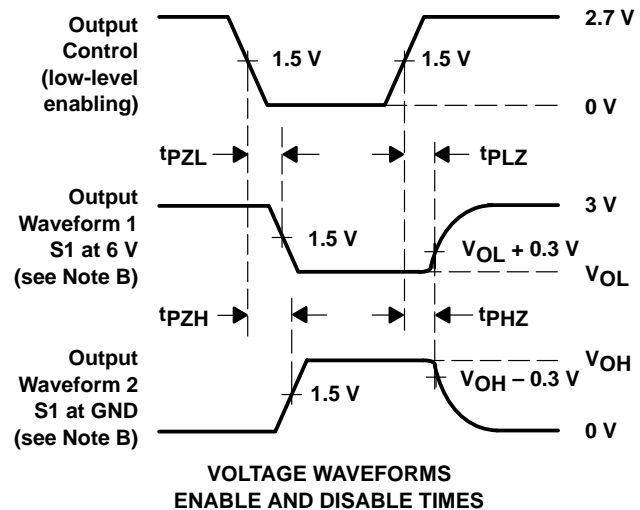 Output
Control
(low-level
enabling)
2.7 V
1.5 V
1.5 V
0 V
tPZL
tPLZ
Output
Waveform 1
S1 at 6 V
(see Note B)
3 V
1.5 V
VOL + 0.3 V
VOL
tPZH
tPHZ
Output
Waveform 2
S1 at GND
(see Note B)
VOH
1.5 V
VOH – 0.3 V
0 V
VOLTAGE WAVEFORMS
ENABLE AND DISABLE TIMES